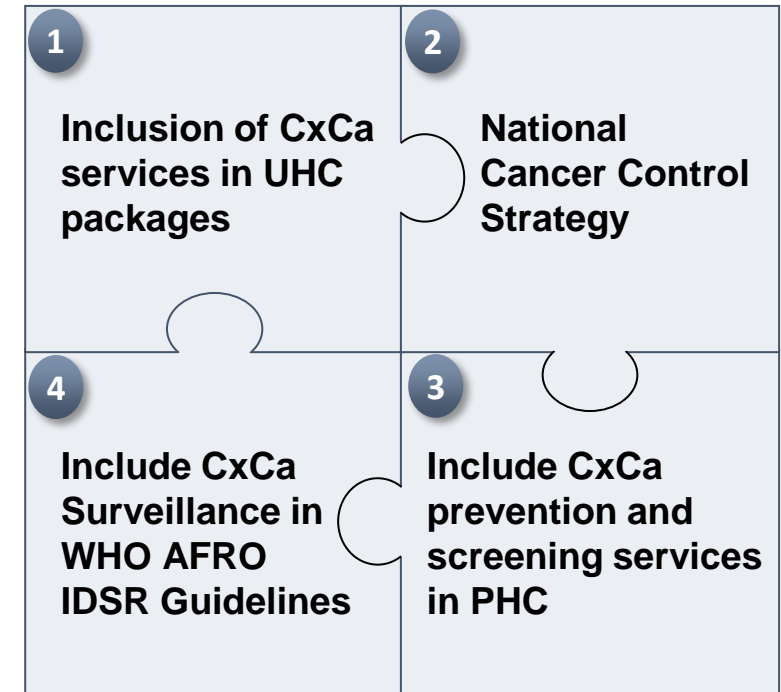 1
Inclusion of CxCa
services in UHC
packages
2
National
Cancer Control
Strategy
3
Include CxCa
prevention and
screening services
in PHC
4
Include CxCa
Surveillance in
WHO AFRO
IDSR Guidelines